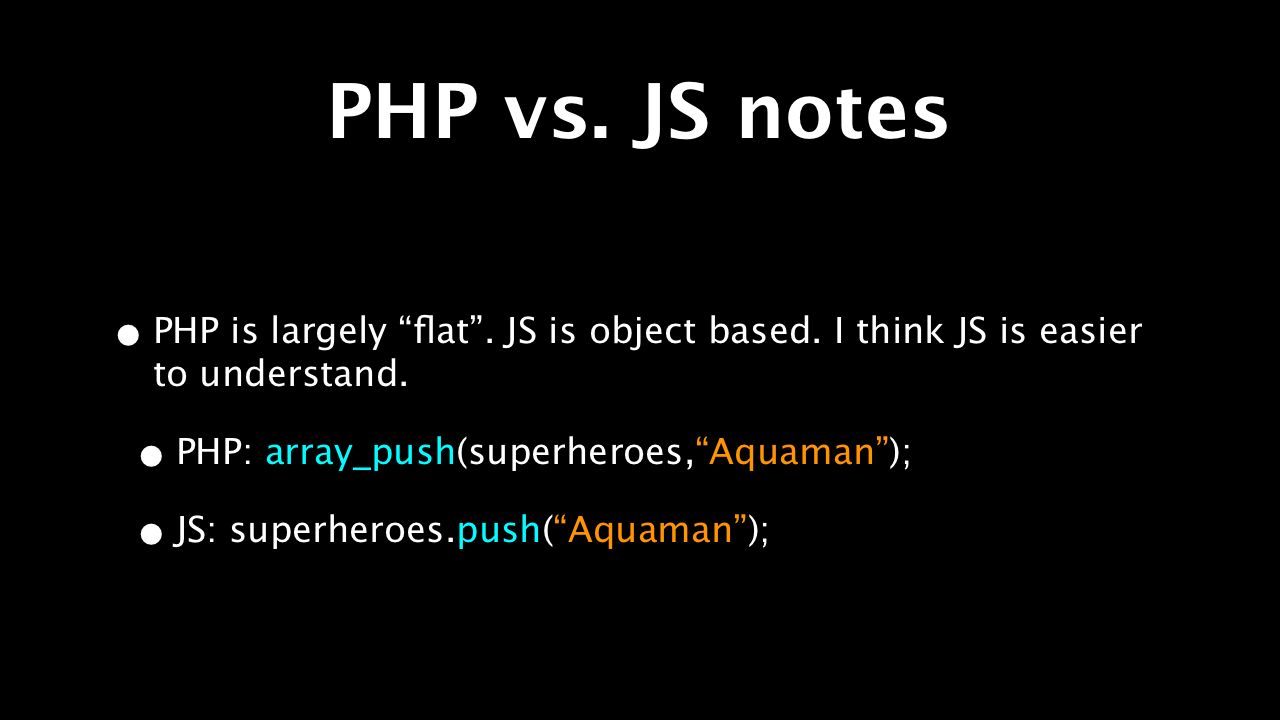 PHP vs. JS notes
• PHP is largely “flat”. JS is object based. I think JS is easier
to understand.
• PHP: array_push(superheroes,“Aquaman”);
• JS: superheroes.push(“Aquaman”);